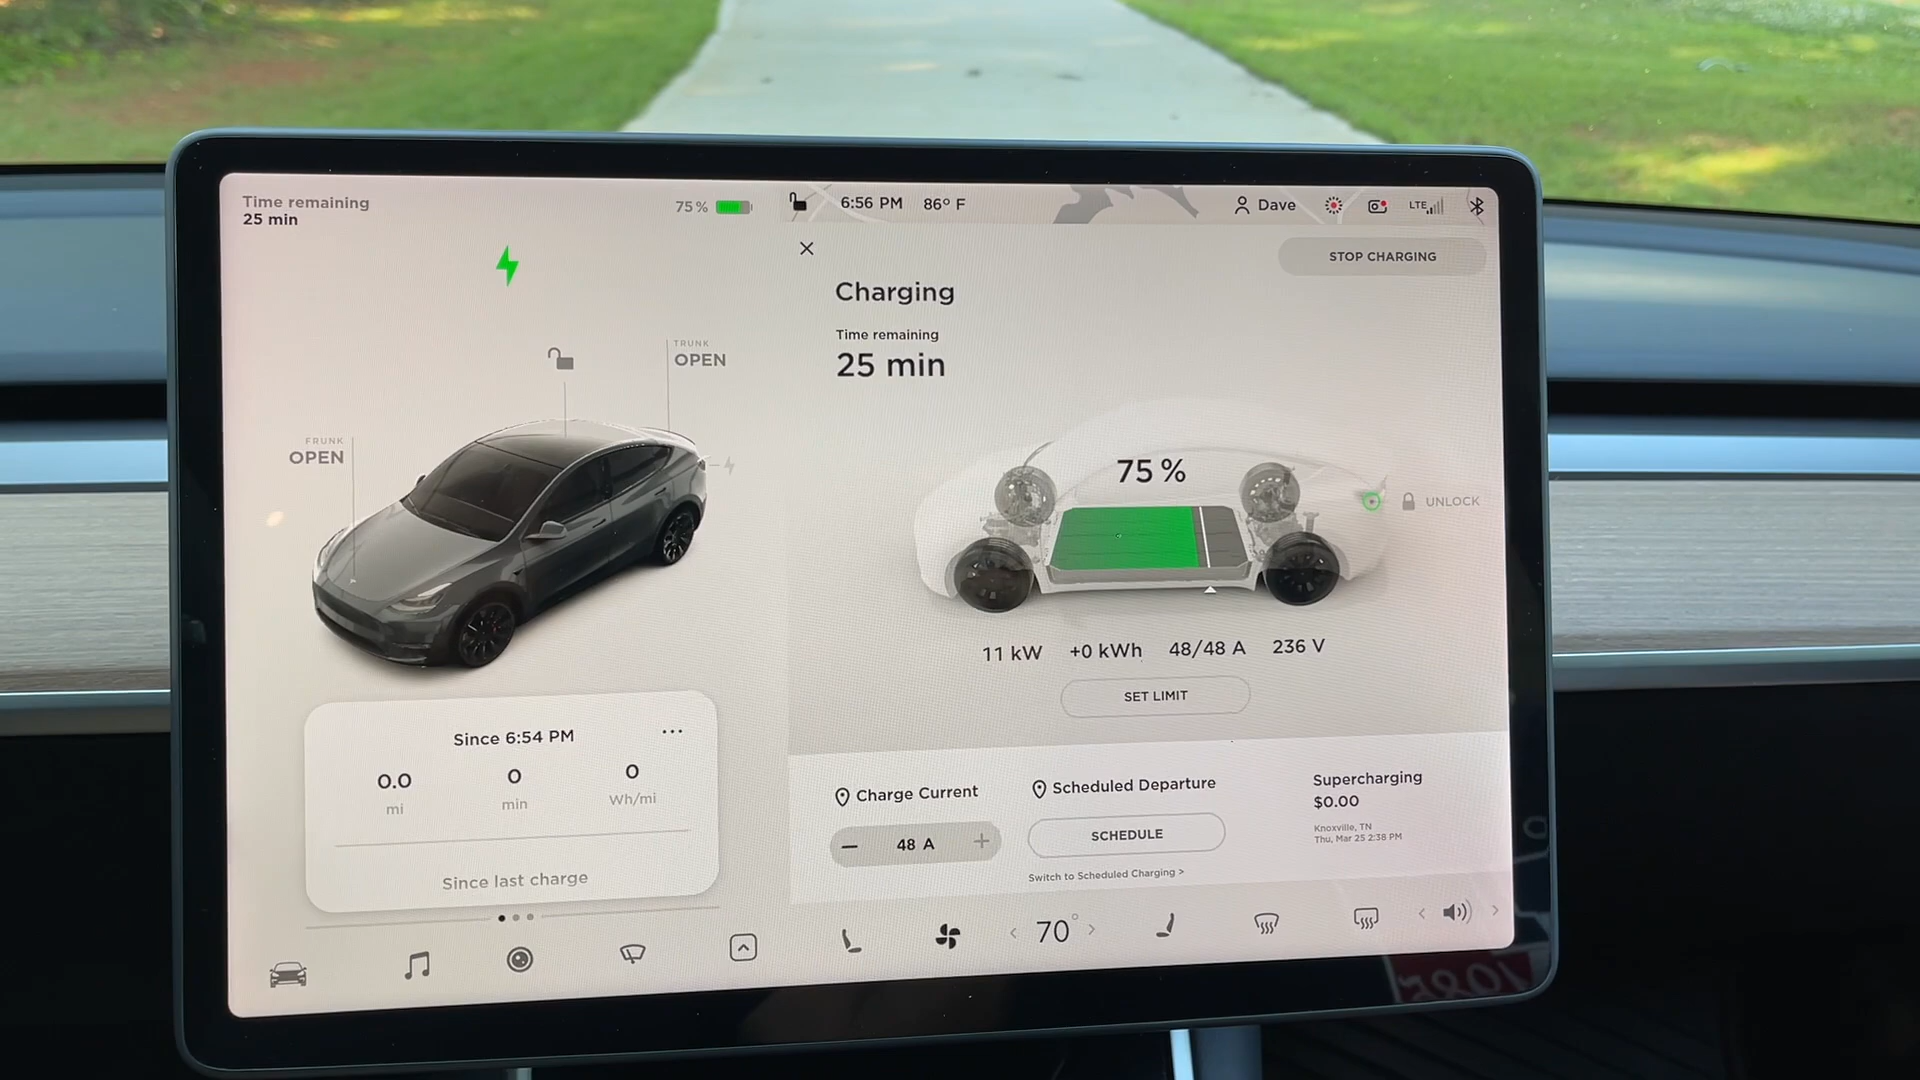 Time remaining
25 min
75 %
6:56 PM
86° F
Dave
LTE
STOP CHARGING
Charging
Time remaining
25 min
TRUNK
OPEN
FRUNK
OPEN
75 %
UNLOCK
11 kW +0 kWh 48/48 A 236 V
SET LIMIT
Since 6:54 PM
0.0 0 0
mi min Wh/mi
Since last charge
Charge Current
48 A
Scheduled Departure
SCHEDULE
Switch to Scheduled Charging >
Supercharging
$0.00
Knoxville, TN
Thu, Mar 25 2:38 PM
70°